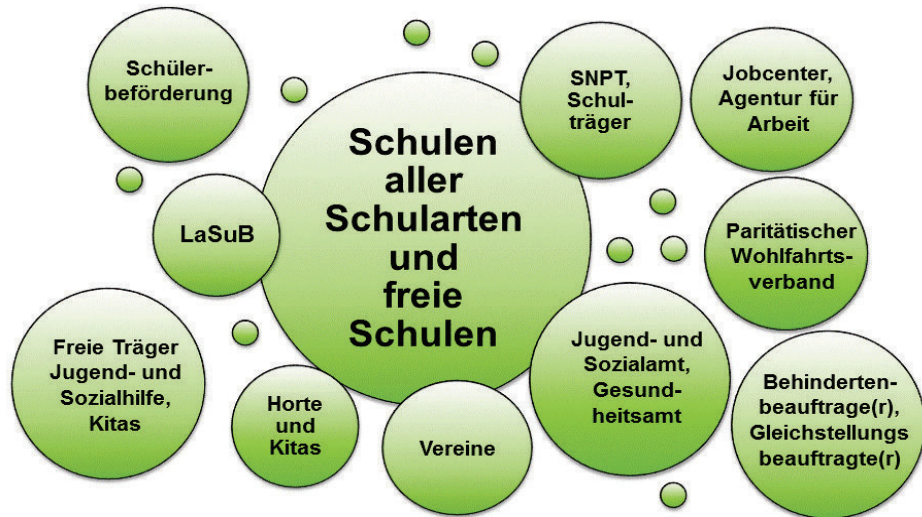 Schüler-
beförderung
SNPT,
Schul-
träger
Jobcenter,
Agentur für
Arbeit
Schulen
aller
Schularten
und
freie
Schulen
LaSuB
Paritätischer
Wohlfahrts-
verband
Freie Träger
Jugend- und
Sozialhilfe,
Kitas
Horte
und
Kitas
Vereine
Jugend- und
Sozialamt,
Gesund-
heitsamt
Behinderten-
beauftrage(r),
Gleichstellungs
beauftragte(r)